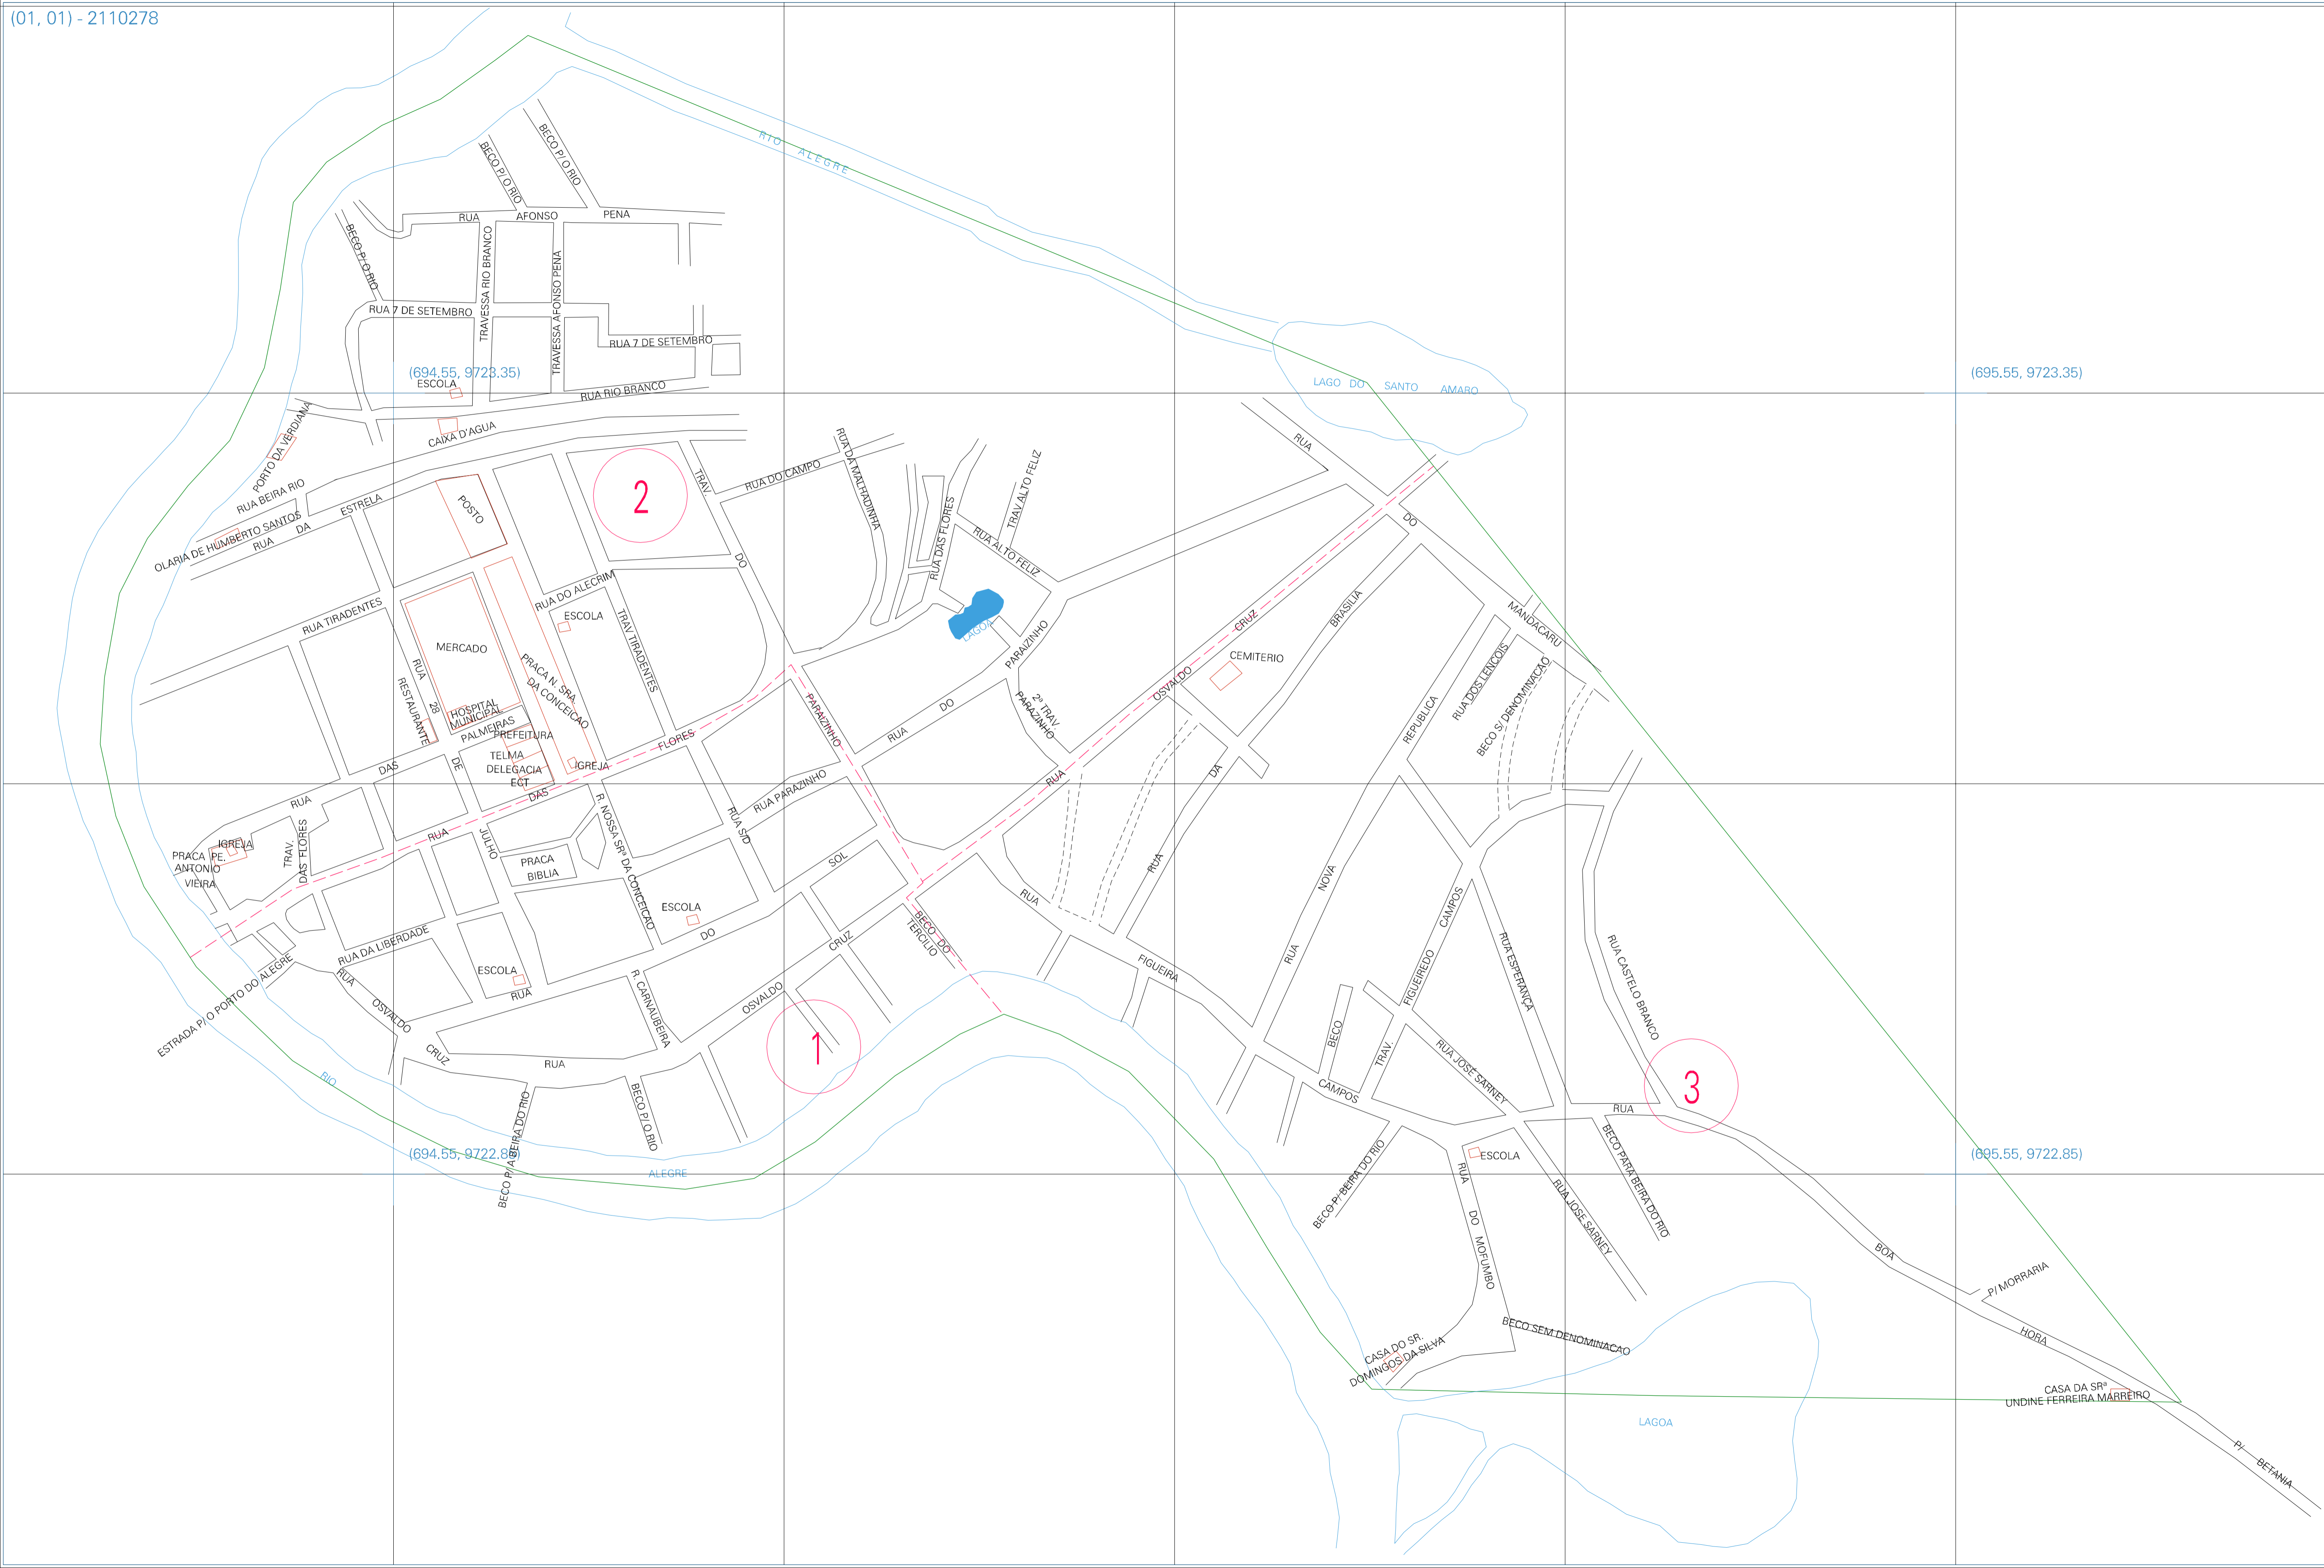 (01, 01) - 2110278
RIO ALEGRE
BECO P/ O RIO
BECO P/ O RIO
BECO P/ O RIO
RUA AFONSO PENA
TRAVESSA RIO BRANCO
TRAVESSA AFONSO PENA
RUA 7 DE SETEMBRO
RUA 7 DE SETEMBRO
(694.55, 9723.35)
(695.55, 9723.35)
ESCOLA
RUA RIO BRANCO
LAGO DO SANTO AMARO
CAIXA D'AGUA
PORTO DA VERDIANA
RUA BEIRA RIO
OLARIA DE HUMBERTO SANTOS
RUA DA ESTRELA
POSTO
2
TRAV. DO PARAIZINHO
RUA DO CAMPO
RUA DA MALHADINHA
RUA DAS FLORES
TRAV ALTO FELIZ
RUA ALTO FELIZ
RUA DO MANDACARU
RUA TIRADENTES
RUA DO ALECRIM
ESCOLA
TRAV TIRADENTES
MERCADO
PRACA N. SRA
DA CONCEICAO
LAGOA
RUA DO PARAIZINHO
2ª TRAV.
PARAZINHO
RUA OSVALDO CRUZ
CEMITERIO
RUA DA BRASILIA
RUA NOVA REPUBLICA
RUA DOS LENCOIS
BECO S/ DENOMINACAO
RUA 28 DE JULHO
RESTAURANTE
HOSPITAL
MUNICIPAL
RUA DAS PALMEIRAS
PREFEITURA
TELMA
DELEGACIA
ECT
IGREJA
RUA DAS FLORES
RUA PARAZINHO
RUA S/D
R. NOSSA SRª DA CONCEICAO
IGREJA
PRACA PE.
ANTONIO
VIEIRA
TRAV.
DAS FLORES
PRACA
BIBLIA
RUA DA LIBERDADE
ESCOLA
ESCOLA
RUA DO SOL
BECO DO
TERCILIO
ESTRADA P/ O PORTO DO ALEGRE
RUA OSVALDO CRUZ
R. CARNAUBEIRA
RUA OSVALDO CRUZ
1
RUA FIGUEIRA CAMPOS
TRAV. FIGUEIREDO CAMPOS
BECO
RUA ESPERANÇA
RUA CASTELO BRANCO
RUA JOSÉ SARNEY
3
RIO ALEGRE
BECO P/ A BEIRA DO RIO
BECO P/ O RIO
(694.55, 9722.85)
(695.55, 9722.85)
ESCOLA
BECO P/ BEIRA DO RIO
BECO PARA BEIRA DO RIO
RUA JOSE SARNEY
RUA DO MOFUMBO
RUA BOA HORA
P/ MORRARIA
BECO SEM DENOMINACAO
CASA DO SR.
DOMINGOS DA SILVA
CASA DA SRª
UNDINE FERREIRA MARREIRO
LAGOA
P/ BETANIA